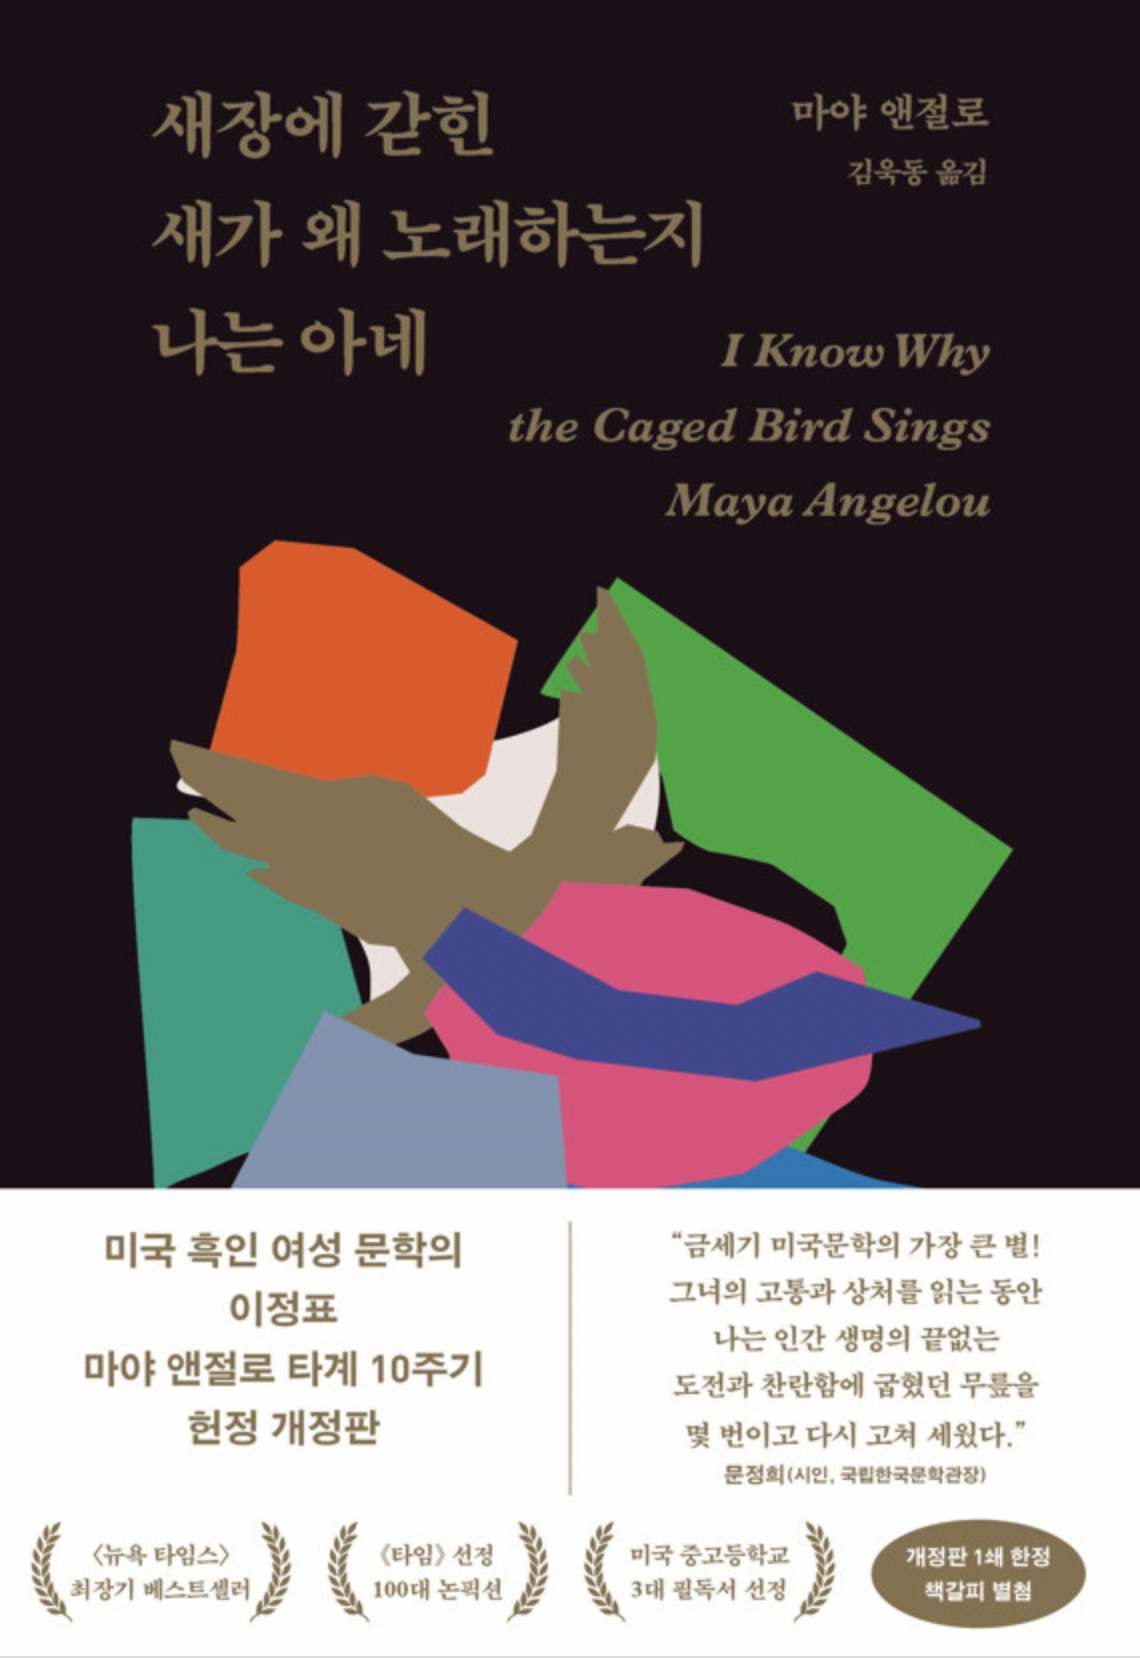 새장에 갇힌
새가 왜 노래하는지
나는 아네
마야 앤절로
김욱동 옮김
I Know Why
the Caged Bird Sings
Maya Angelou
미국 흑인 여성 문학의
이정표
마야 앤절로 타계 10주기
헌정 개정판
“금세기 미국문학의 가장 큰 별!
그녀의 고통과 상처를 읽는 동안
나는 인간 생명의 끝없는
도전과 찬란함에 굽혔던 무릎을
몇 번이고 다시 고쳐 세웠다.”
문정희(시인, 국립한국문학관장)
〈뉴욕 타임스〉
최장기 베스트셀러
《타임》 선정
100대 논픽션
미국 중고등학교
3대 필독서 선정
개정판 1쇄 한정
책갈피 별첨